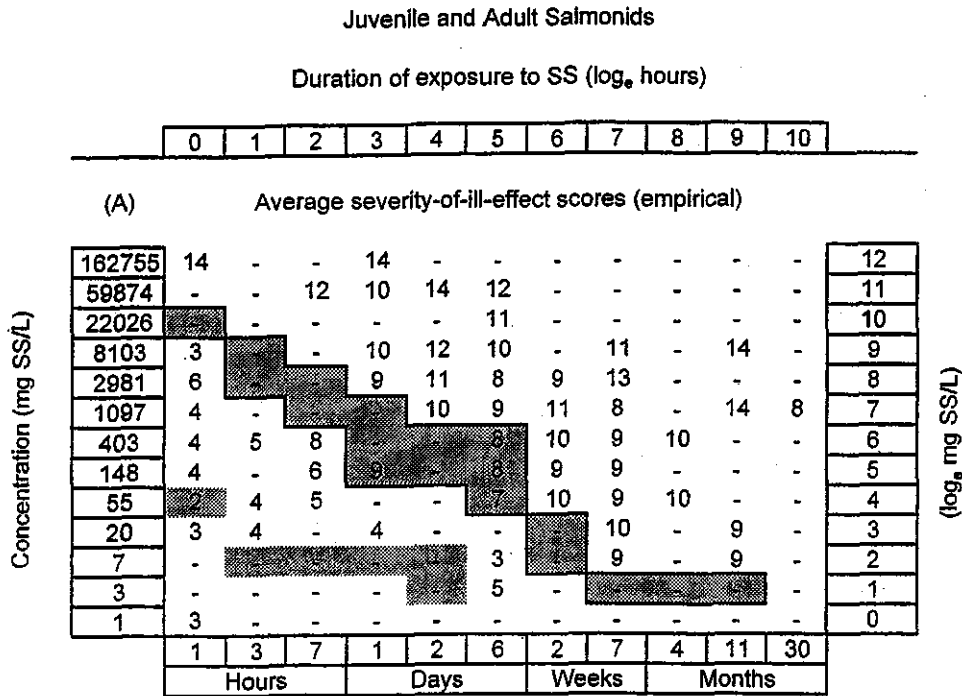 Juvenile and Adult Salmonids
Duration of exposure to SS (logₑ hours)
0 1 2 3 4 5 6 7 8 9 10
(A) Average severity-of-ill-effect scores (empirical)
Concentration (mg SS/L)
162755 14 - - 14 - - - - - - - 12
59874 - - 12 10 14 12 - - - - - 11
22026 - - - - 11 - - - - - 10
8103 3 - 10 12 10 - 11 - 14 - 9
2981 6 9 11 8 9 13 - - - 8
1097 4 - 10 9 11 8 - 14 8 7
403 4 5 8 - - 8 10 9 10 - - 6
148 4 - 6 9 - 8 9 9 - - - 5
55 2 4 5 - - 7 10 9 10 - - 4
20 3 4 - 4 - - 10 - 9 - 3
7 - 3 9 - 9 - 2
3 - - - - 5 - - - - - 1
1 3 - - - - - - - - - - 0
(logₑ mg SS/L)
1 3 7 1 2 6 2 7 4 11 30
Hours Days Weeks Months